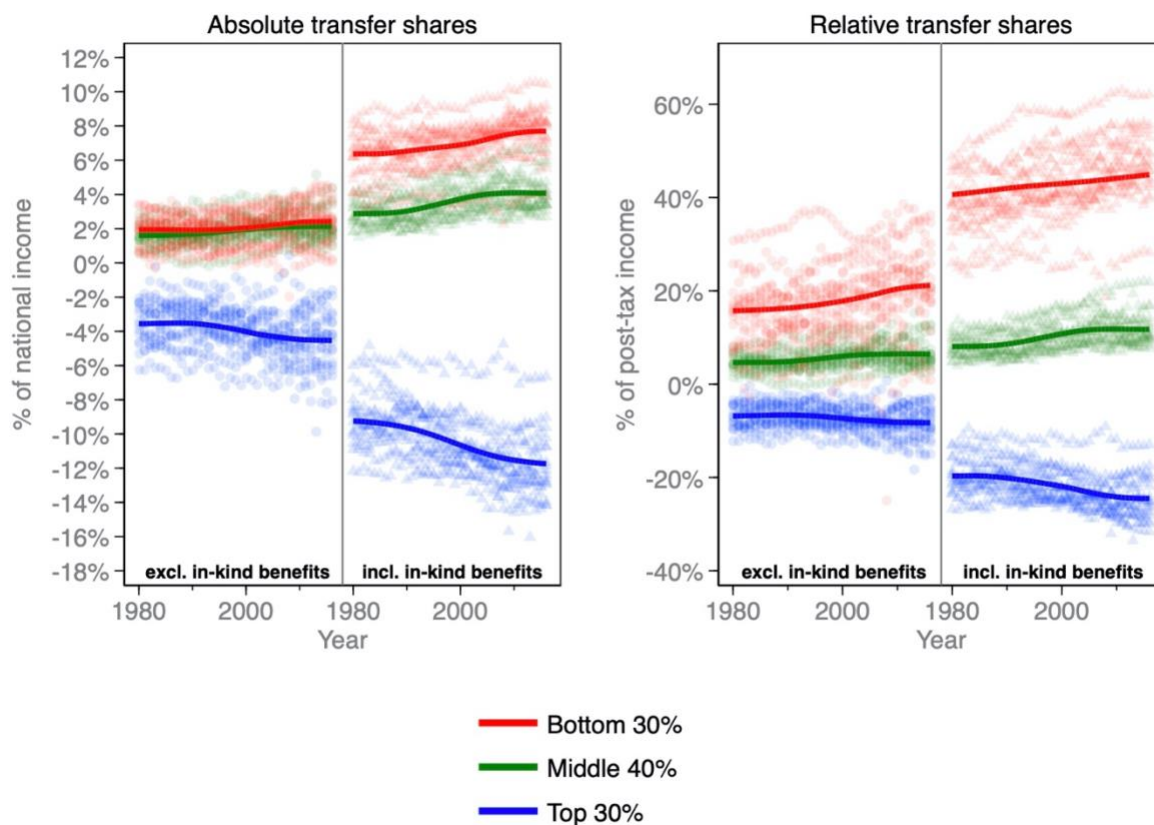 Absolute transfer shares
% of national income
12%
10%
8%
6%
4%
2%
0%
-2%
-4%
-6%
-8%
-10%
-12%
-14%
-16%
-18%
excl. in-kind benefits
incl. in-kind benefits
1980 2000 1980 2000
Year
Relative transfer shares
% of post-tax income
60%
40%
20%
0%
-20%
-40%
excl. in-kind benefits
incl. in-kind benefits
1980 2000 1980 2000
Year
Bottom 30%
Middle 40%
Top 30%